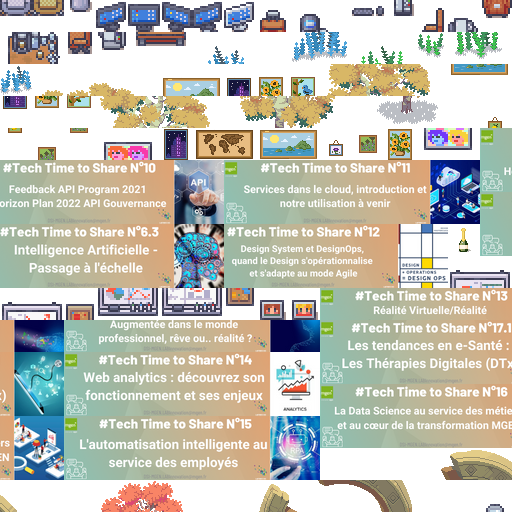 #Tech Time to Share N°10
Feedback API Program 2021
orizon Plan 2022 API Gouvernance
API
#Tech Time to Share N°11
Services dans le cloud, introduction et
notre utilisation à venir
H
#Tech Time to Share N°6.3
Intelligence Artificielle -
Passage à l'échelle
#Tech Time to Share N°12
Design System et DesignOps,
quand le Design s'opérationnalise
et s'adapte au mode Agile
DESIGN
+ OPERATIONS
= DESIGN OPS
#Tech Time to Share N°13
Réalité Virtuelle/Réalité
Augmentée dans le monde
professionnel, rêve ou.. réalité ?
#Tech Time to Share N°17.1
Les tendances en e-Santé :
Les Thérapies Digitales (DTx
#Tech Time to Share N°14
Web analytics : découvrez son
fonctionnement et ses enjeux
x)
ANALYTICS
#Tech Time to Share N°16
La Data Science au service des métie
et au cœur de la transformation MGE
#Tech Time to Share N°15
L'automatisation intelligente au
service des employés
ers
EN